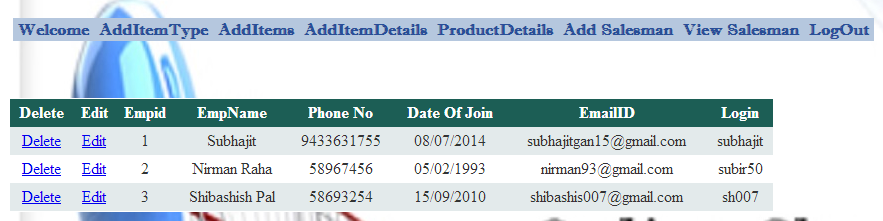 Welcome AddItemType AddItems AddItemDetails ProductDetails Add Salesman View Salesman LogOut
Delete Edit Empid EmpName Phone No Date Of Join EmailID Login
Delete Edit 1 Subhajit 9433631755 08/07/2014 subhajitgan15@gmail.com subhajit
Delete Edit 2 Nirman Raha 58967456 05/02/1993 nirman93@gmail.com subir50
Delete Edit 3 Shibashish Pal 58693254 15/09/2010 shibashis007@gmail.com sh007